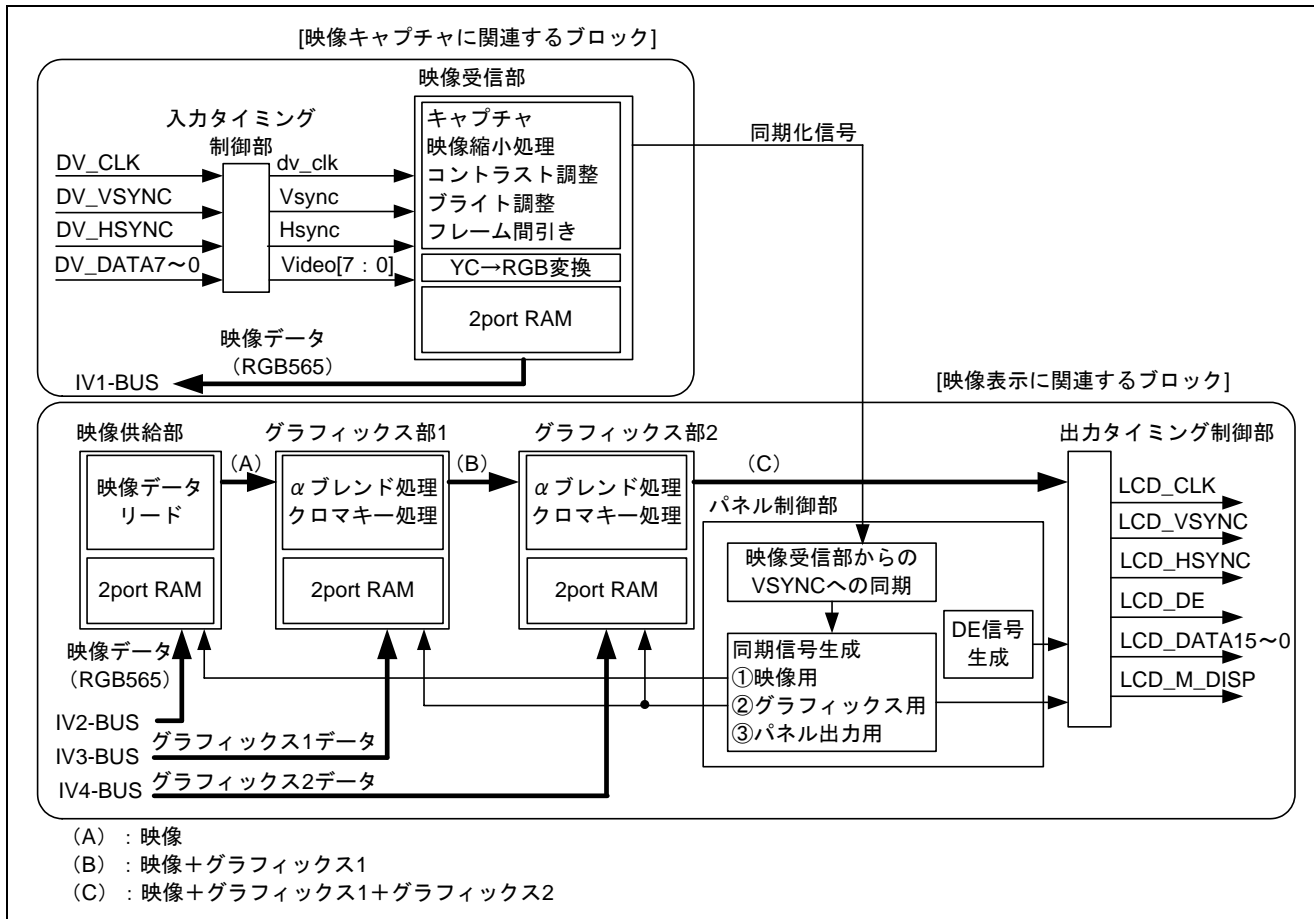 [映像キャプチャに関連するブロック]
映像受信部
入力タイミング
制御部
DV_CLK
DV_VSYNC
DV_HSYNC
DV_DATA7～0
dv_clk
Vsync
Hsync
Video[7：0]
キャプチャ
映像縮小処理
コントラスト調整
ブライト調整
フレーム間引き
YC→RGB変換
2port RAM
同期化信号
映像データ
（RGB565）
IV1-BUS
[映像表示に関連するブロック]
映像供給部
グラフィックス部1
グラフィックス部2
出力タイミング制御部
（A）
（B）
（C）
映像データ
リード
2port RAM
αブレンド処理
クロマキー処理
2port RAM
αブレンド処理
クロマキー処理
2port RAM
パネル制御部
映像受信部からの
VSYNCへの同期
同期信号生成
①映像用
②グラフィックス用
③パネル出力用
DE信号
生成
LCD_CLK
LCD_VSYNC
LCD_HSYNC
LCD_DE
LCD_DATA15～0
LCD_M_DISP
映像データ
（RGB565）
IV2-BUS
IV3-BUS
グラフィックス1データ
IV4-BUS
グラフィックス2データ
（A）：映像
（B）：映像＋グラフィックス1
（C）：映像＋グラフィックス1＋グラフィックス2